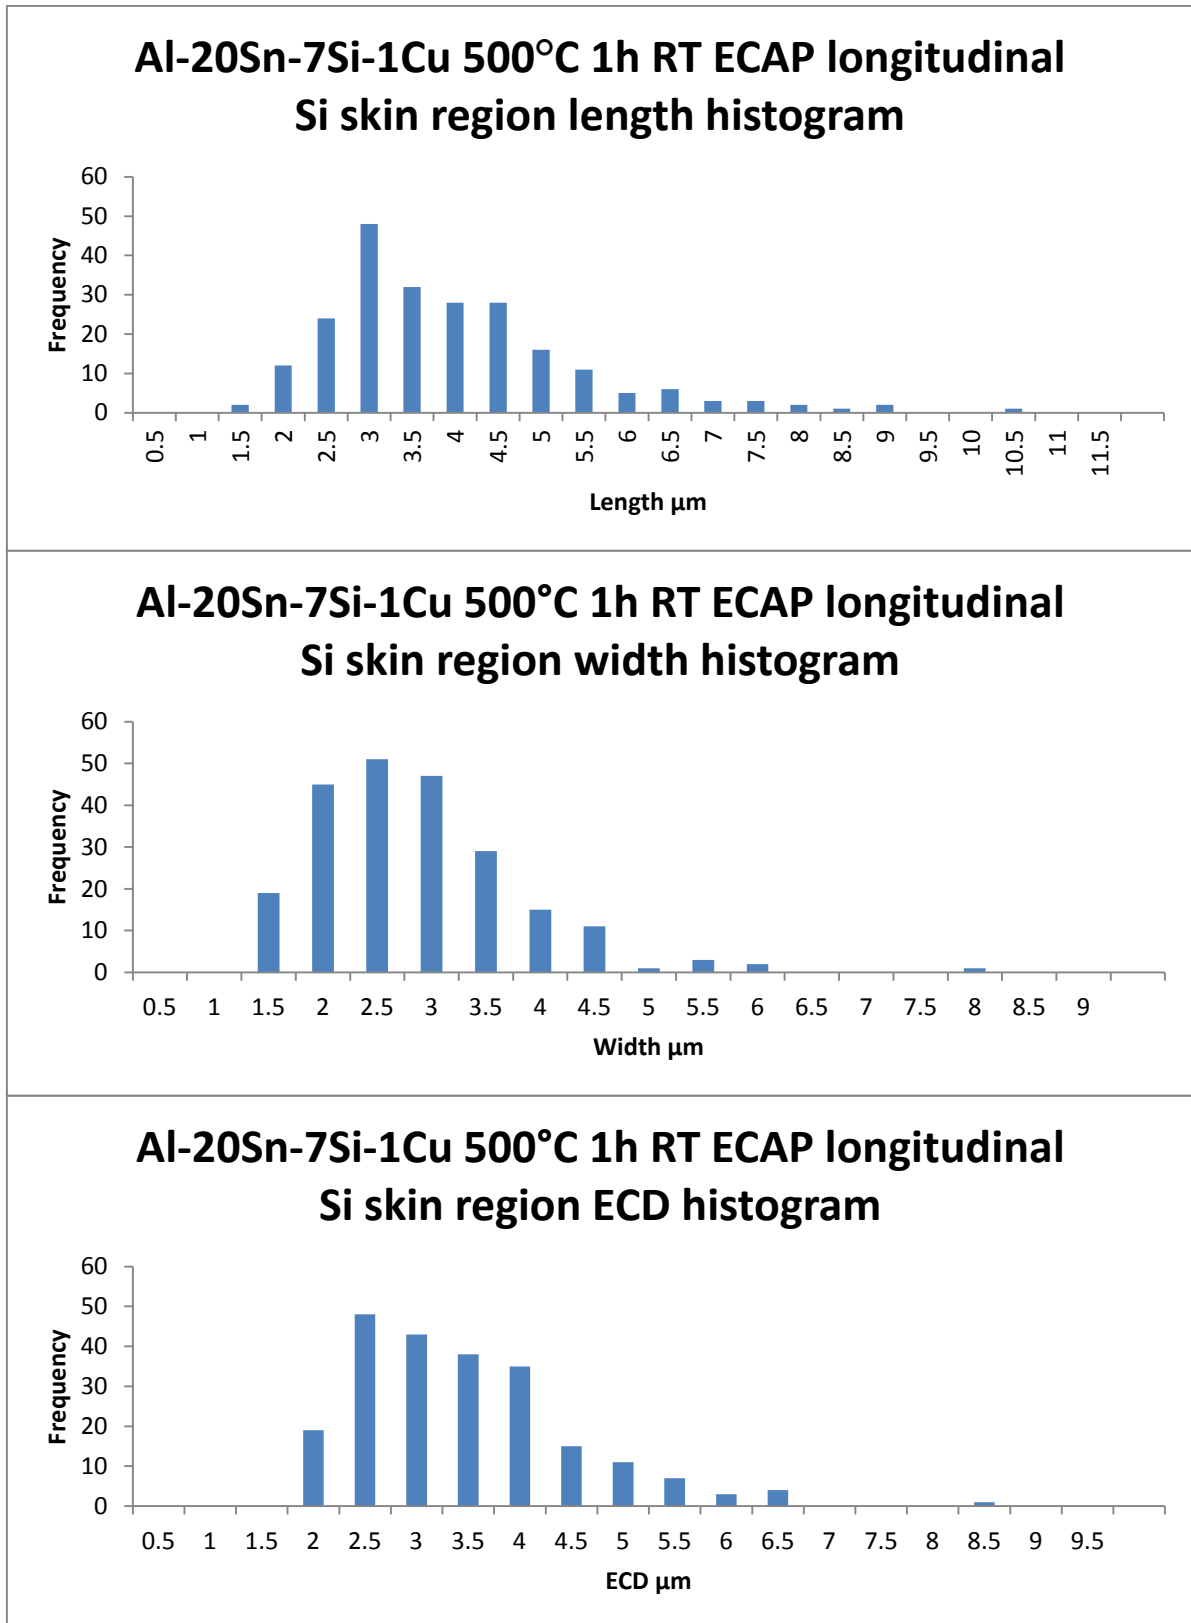 Al-20Sn-7Si-1Cu 500°C 1h RT ECAP longitudinal
Si skin region length histogram
60
50
40
30
20
10
0
Frequency
0.5 1 1.5 2 2.5 3 3.5 4 4.5 5 5.5 6 6.5 7 7.5 8 8.5 9 9.5 10 10.5 11 11.5
Length µm
Al-20Sn-7Si-1Cu 500°C 1h RT ECAP longitudinal
Si skin region width histogram
60
50
40
30
20
10
0
Frequency
0.5 1 1.5 2 2.5 3 3.5 4 4.5 5 5.5 6 6.5 7 7.5 8 8.5 9
Width µm
Al-20Sn-7Si-1Cu 500°C 1h RT ECAP longitudinal
Si skin region ECD histogram
60
50
40
30
20
10
0
Frequency
0.5 1 1.5 2 2.5 3 3.5 4 4.5 5 5.5 6 6.5 7 7.5 8 8.5 9 9.5
ECD µm